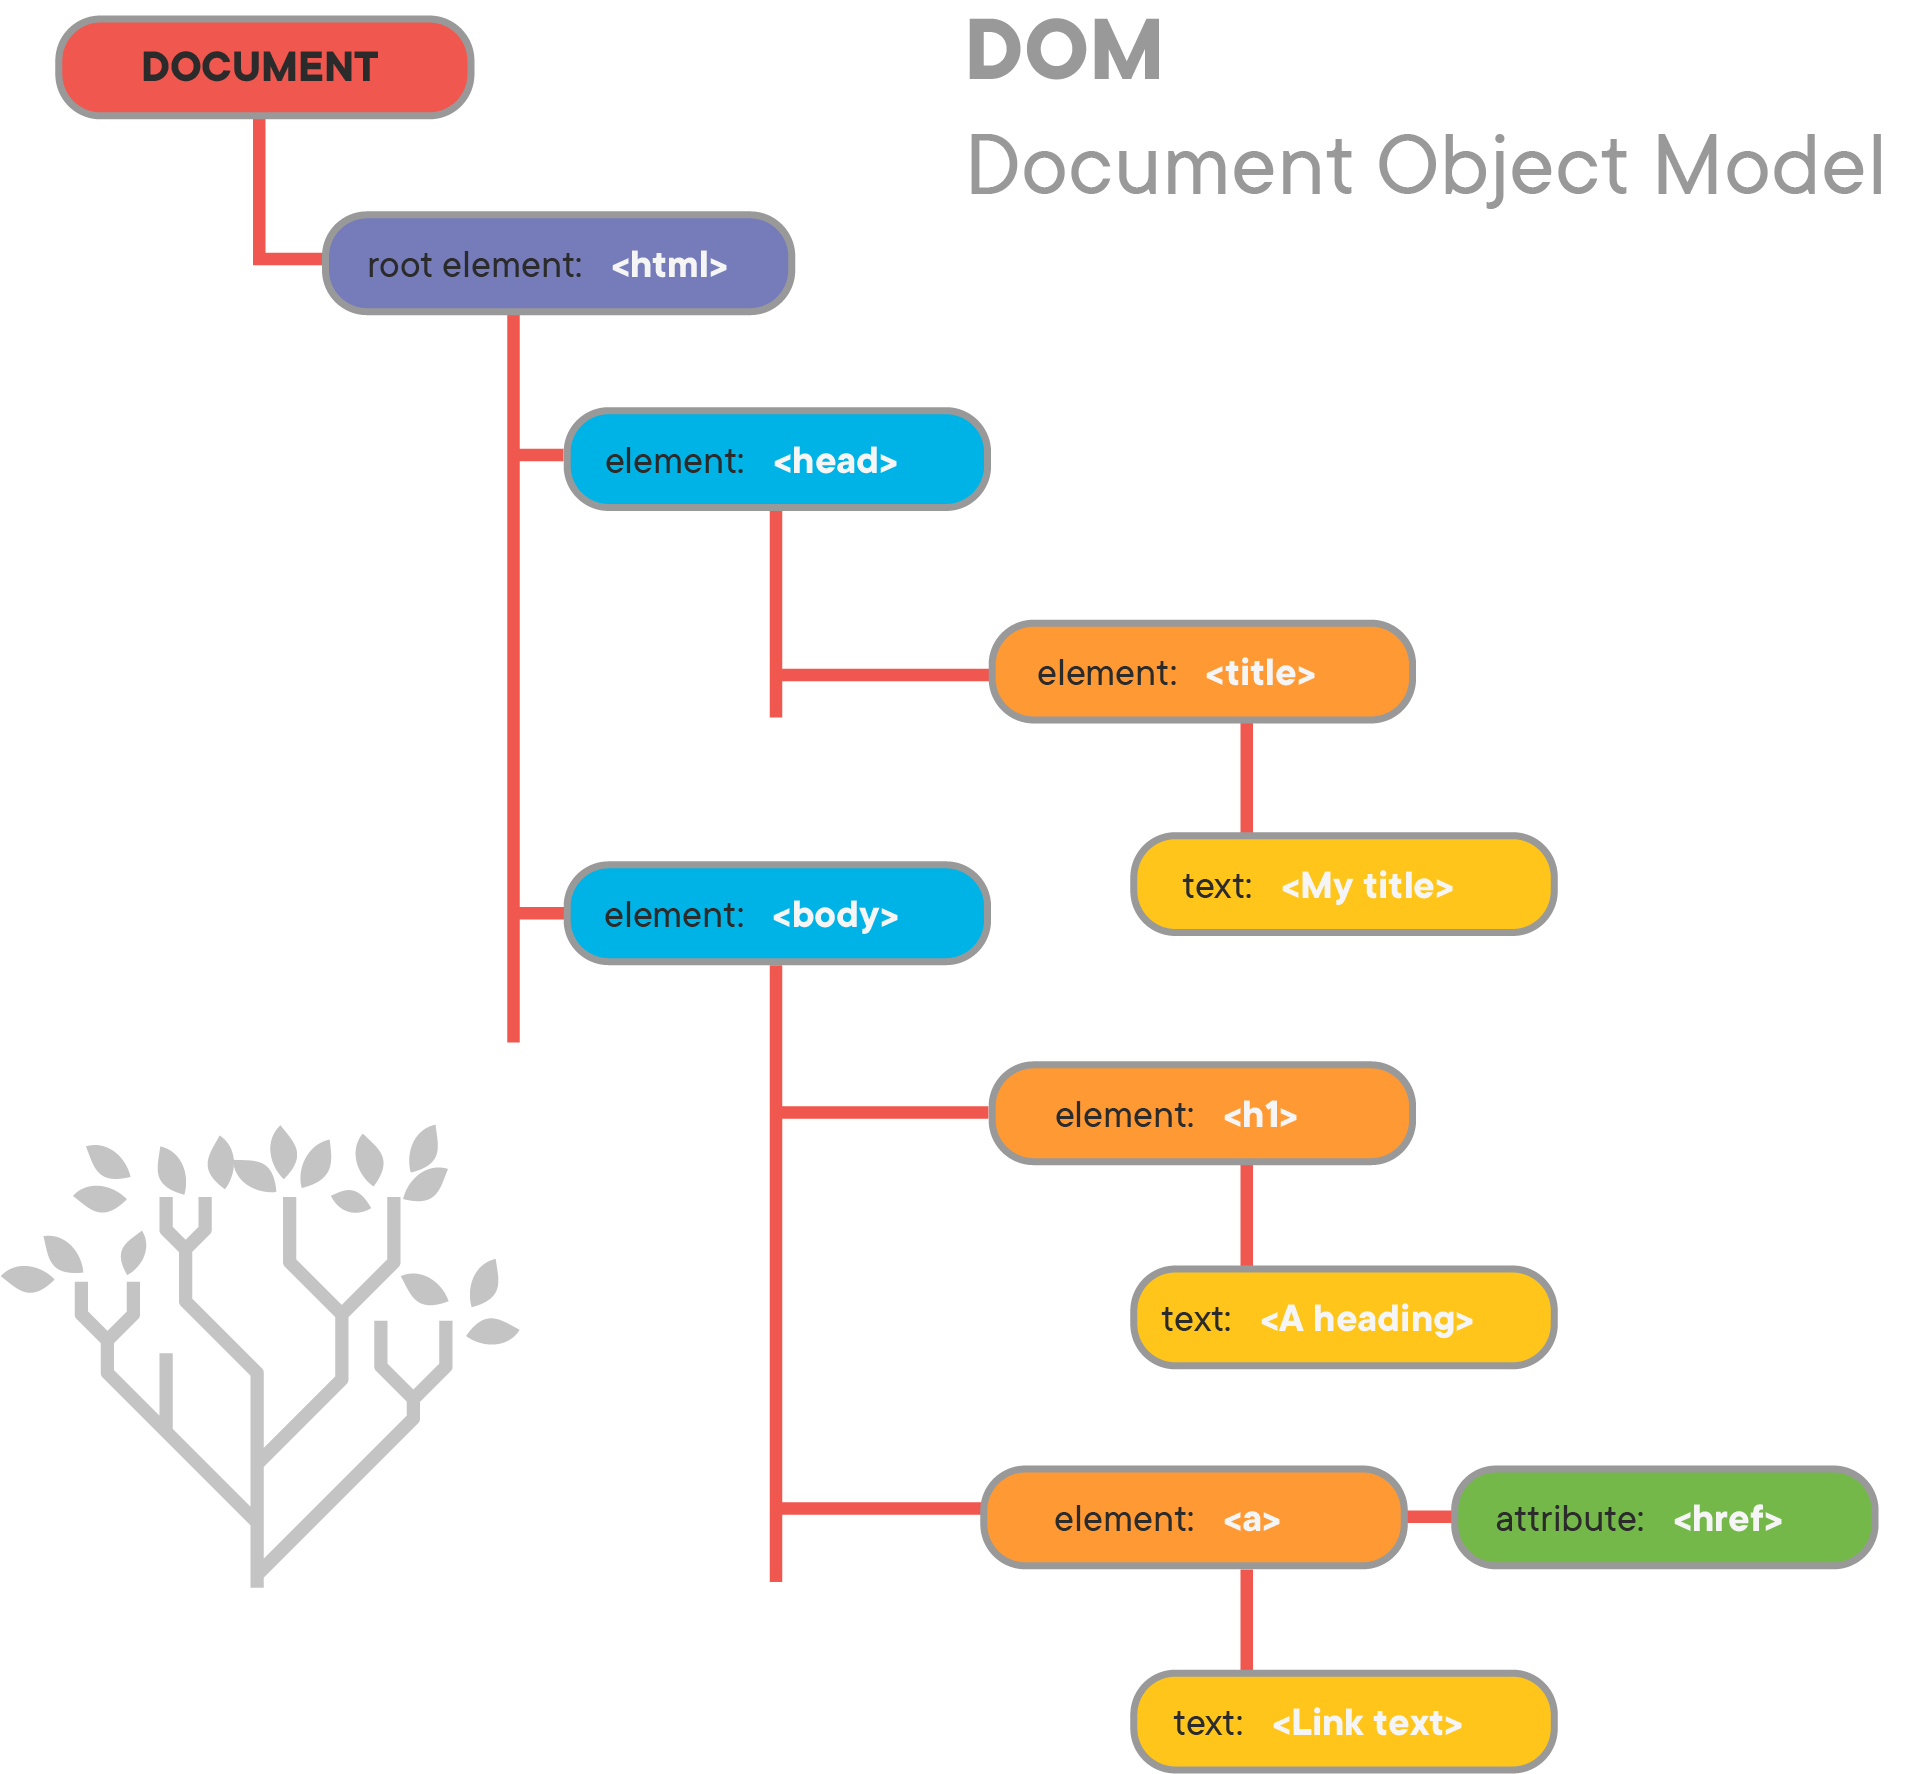 DOM
Document Object Model
DOCUMENT
root element: <html>
element: <head>
element: <title>
text: <My title>
element: <body>
element: <h1>
text: <A heading>
element: <a>
attribute: <href>
text: <Link text>